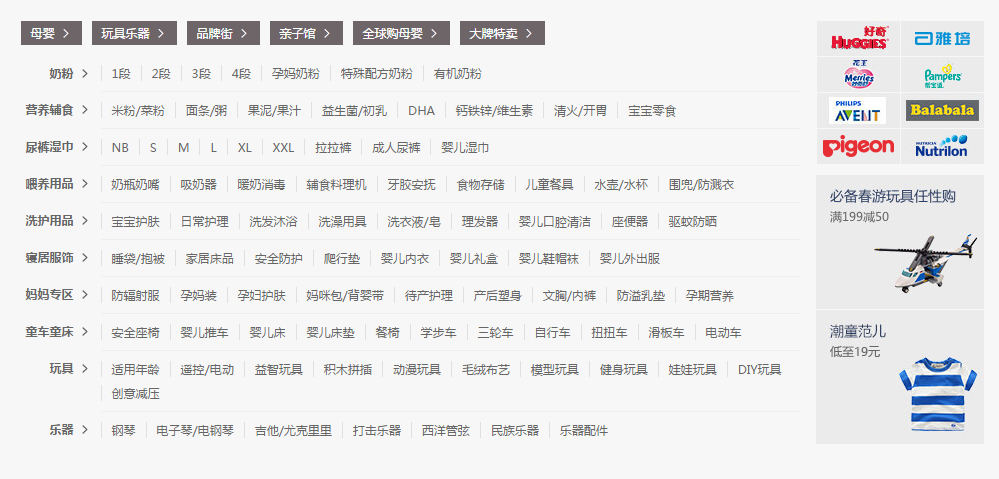 母婴 > 玩具乐器 > 品牌街 > 亲子馆 > 全球购母婴 > 大牌特卖 >
奶粉 > 1段 2段 3段 4段 孕妈奶粉 特殊配方奶粉 有机奶粉
营养辅食 > 米粉/菜粉 面条/粥 果泥/果汁 益生菌/初乳 DHA 钙铁锌/维生素 清火/开胃 宝宝零食
尿裤湿巾 > NB S M L XL XXL 拉拉裤 成人尿裤 婴儿湿巾
喂养用品 > 奶瓶奶嘴 吸奶器 暖奶消毒 辅食料理机 牙胶安抚 食物存储 儿童餐具 水壶/水杯 围兜/防溅衣
洗护用品 > 宝宝护肤 日常护理 洗发沐浴 洗澡用具 洗衣液/皂 理发器 婴儿口腔清洁 座便器 驱蚊防晒
寝居服饰 > 睡袋/抱被 家居床品 安全防护 爬行垫 婴儿内衣 婴儿礼盒 婴儿鞋帽袜 婴儿外出服
妈妈专区 > 防辐射服 孕妈装 孕妇护肤 妈咪包/背婴带 待产护理 产后塑身 文胸/内裤 防溢乳垫 孕期营养
童车童床 > 安全座椅 婴儿推车 婴儿床 婴儿床垫 餐椅 学步车 三轮车 自行车 扭扭车 滑板车 电动车
玩具 > 适用年龄 遥控/电动 益智玩具 积木拼插 动漫玩具 毛绒布艺 模型玩具 健身玩具 娃娃玩具 DIY玩具
创意减压
乐器 > 钢琴 电子琴/电钢琴 吉他/尤克里里 打击乐器 西洋管弦 民族乐器 乐器配件
好奇
HUGGIES
雅培
花王
Merries
Pampers
帮宝适
PHILIPS
AVENT
Balabala
Pigeon
NUTRICIA
Nutrilon
必备春游玩具任性购
满199减50
潮童范儿
低至19元